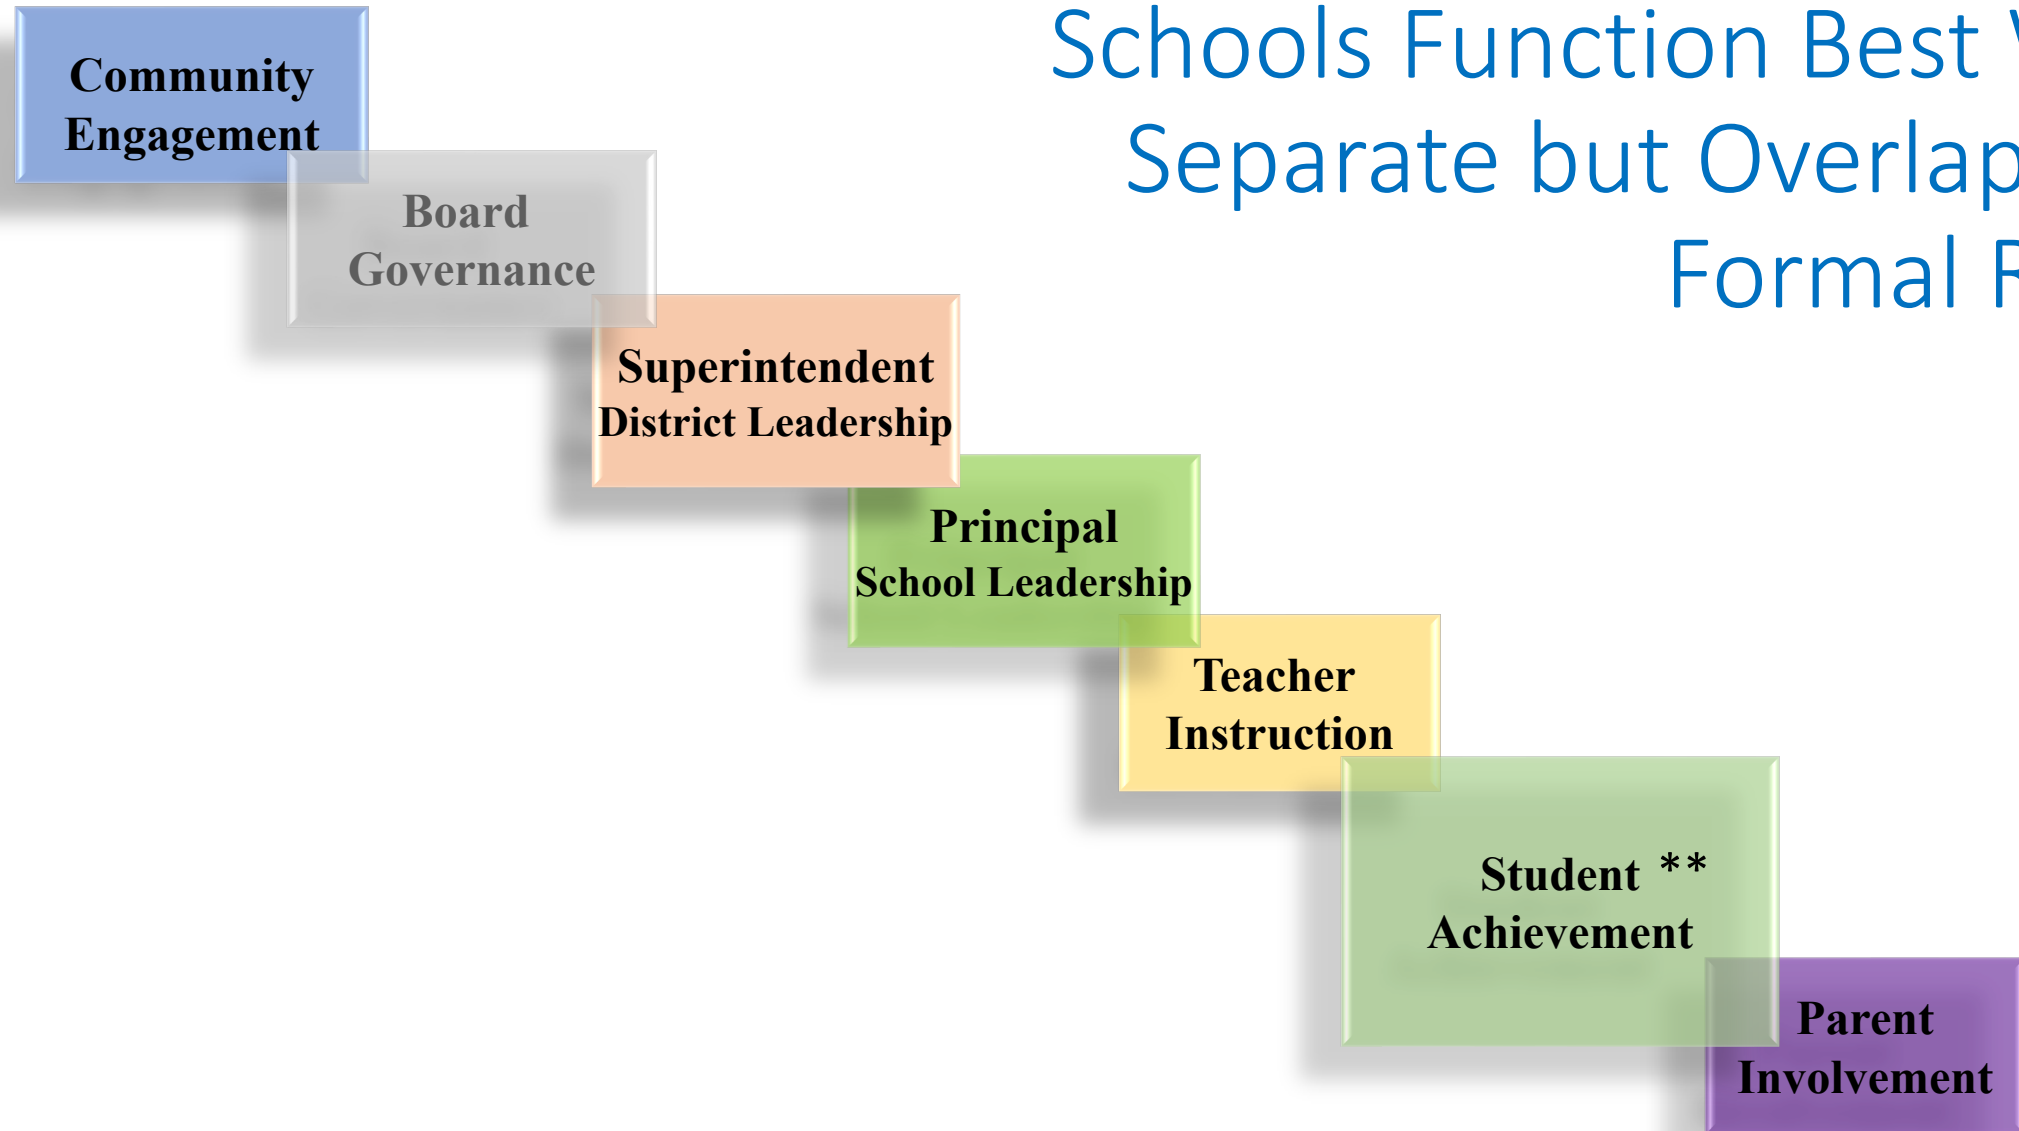 Schools Function Best
Separate but Overlap
Formal
Community
Engagement
Board
Governance
Superintendent
District Leadership
Principal
School Leadership
Teacher
Instruction
Student **
Achievement
Parent
Involvement